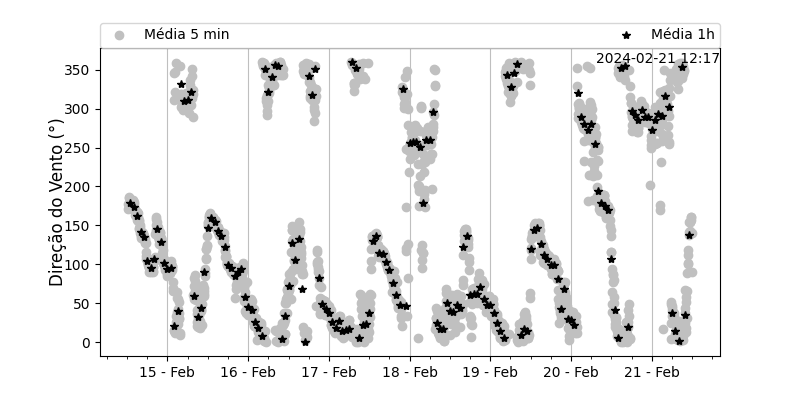 Média 5 min
Média 1h
2024-02-21 12:17
Direção do Vento (°)
350
300
250
200
150
100
50
0
15 - Feb
16 - Feb
17 - Feb
18 - Feb
19 - Feb
20 - Feb
21 - Feb